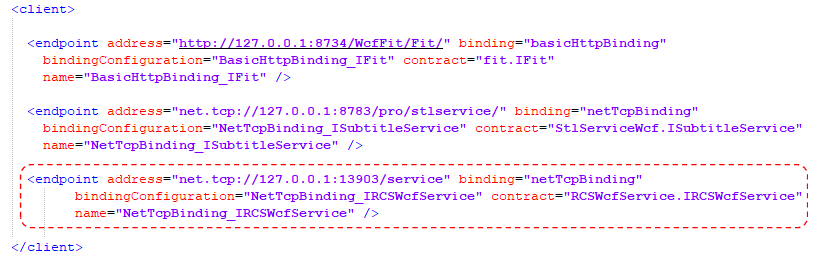 <client>
<endpoint address="http://127.0.0.1:8734/WcfFit/Fit/" binding="basicHttpBinding"
bindingConfiguration="BasicHttpBinding_IFit" contract="fit.IFit"
name="BasicHttpBinding_IFit" />
<endpoint address="net.tcp://127.0.0.1:8783/pro/stlservice/" binding="netTcpBinding"
bindingConfiguration="NetTcpBinding_ISubtitleService" contract="StlServiceWcf.ISubtitleService"
name="NetTcpBinding_ISubtitleService" />
<endpoint address="net.tcp://127.0.0.1:13903/service" binding="netTcpBinding"
bindingConfiguration="NetTcpBinding_IRCSWcfService" contract="RCSWcfService.IRCSWcfService"
name="NetTcpBinding_IRCSWcfService" />
</client>